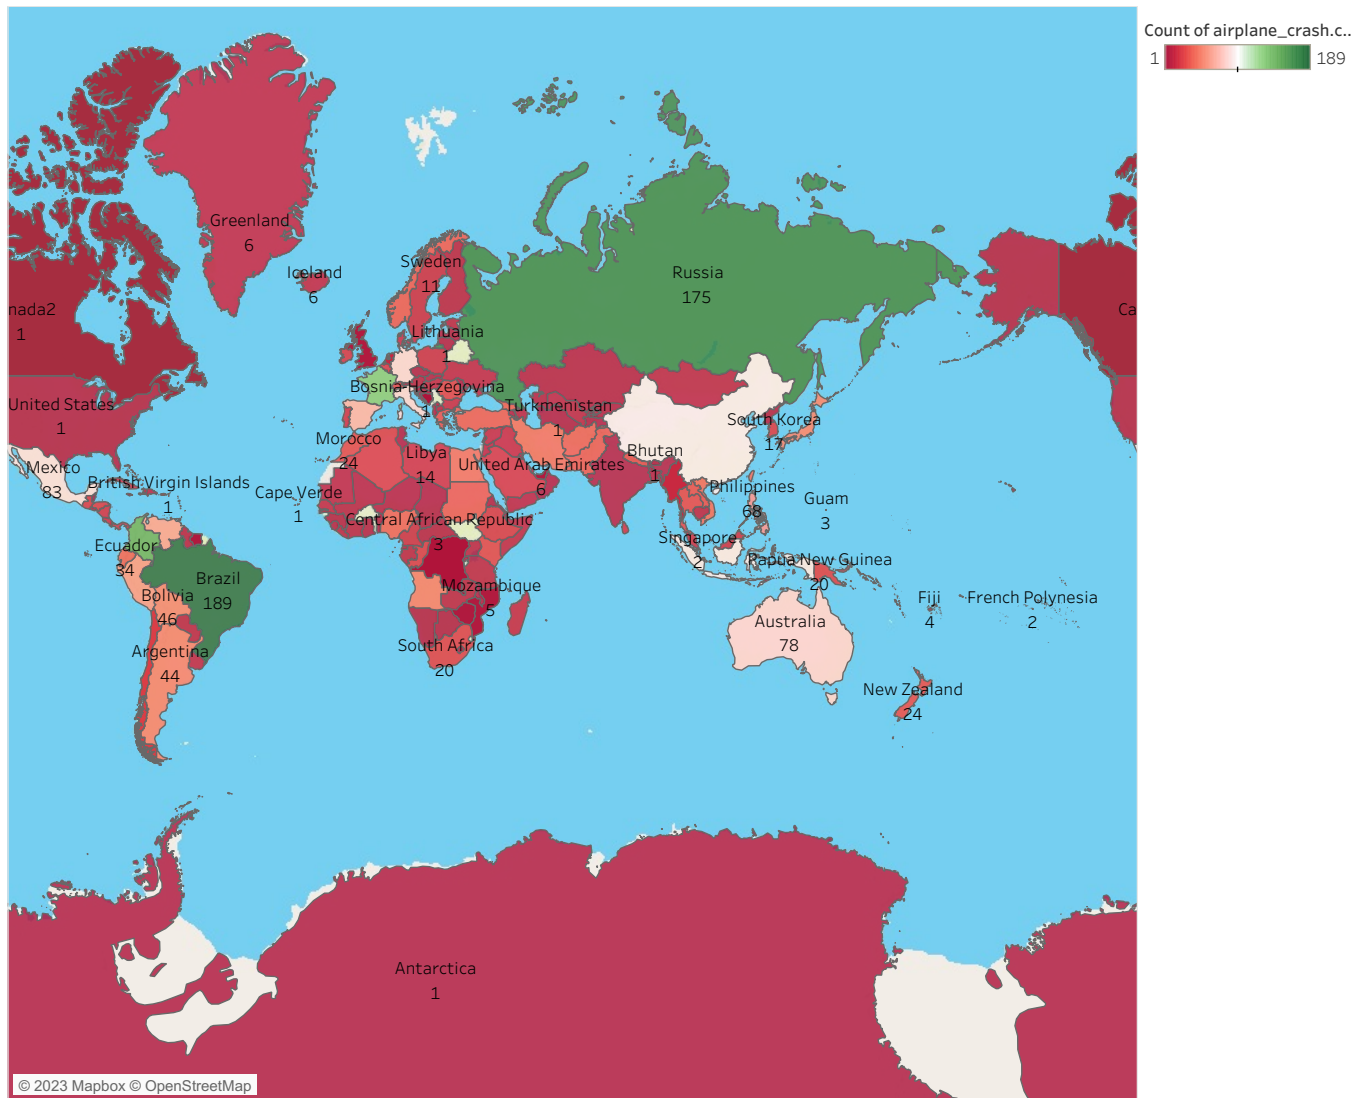 Count of airplane_crash.c..
1 189
Greenland
6
Iceland
6
Sweden
11
Russia
175
nada2
1
Ca
Lithuania
1
Bosnia-Herzegovina
1
United States
1
Turkmenistan
1
South Korea
17
Morocco
24
Libya
14
United Arab Emirates
6
Bhutan
1
Mexico
83
British Virgin Islands
1
Cape Verde
1
Philippines
68
Guam
3
Central African Republic
3
Singapore
2
Ecuador
34
Papua New Guinea
20
Brazil
189
Bolivia
46
Mozambique
5
Fiji
4
French Polynesia
2
Australia
78
Argentina
44
South Africa
20
New Zealand
24
Antarctica
1
© 2023 Mapbox © OpenStreetMap